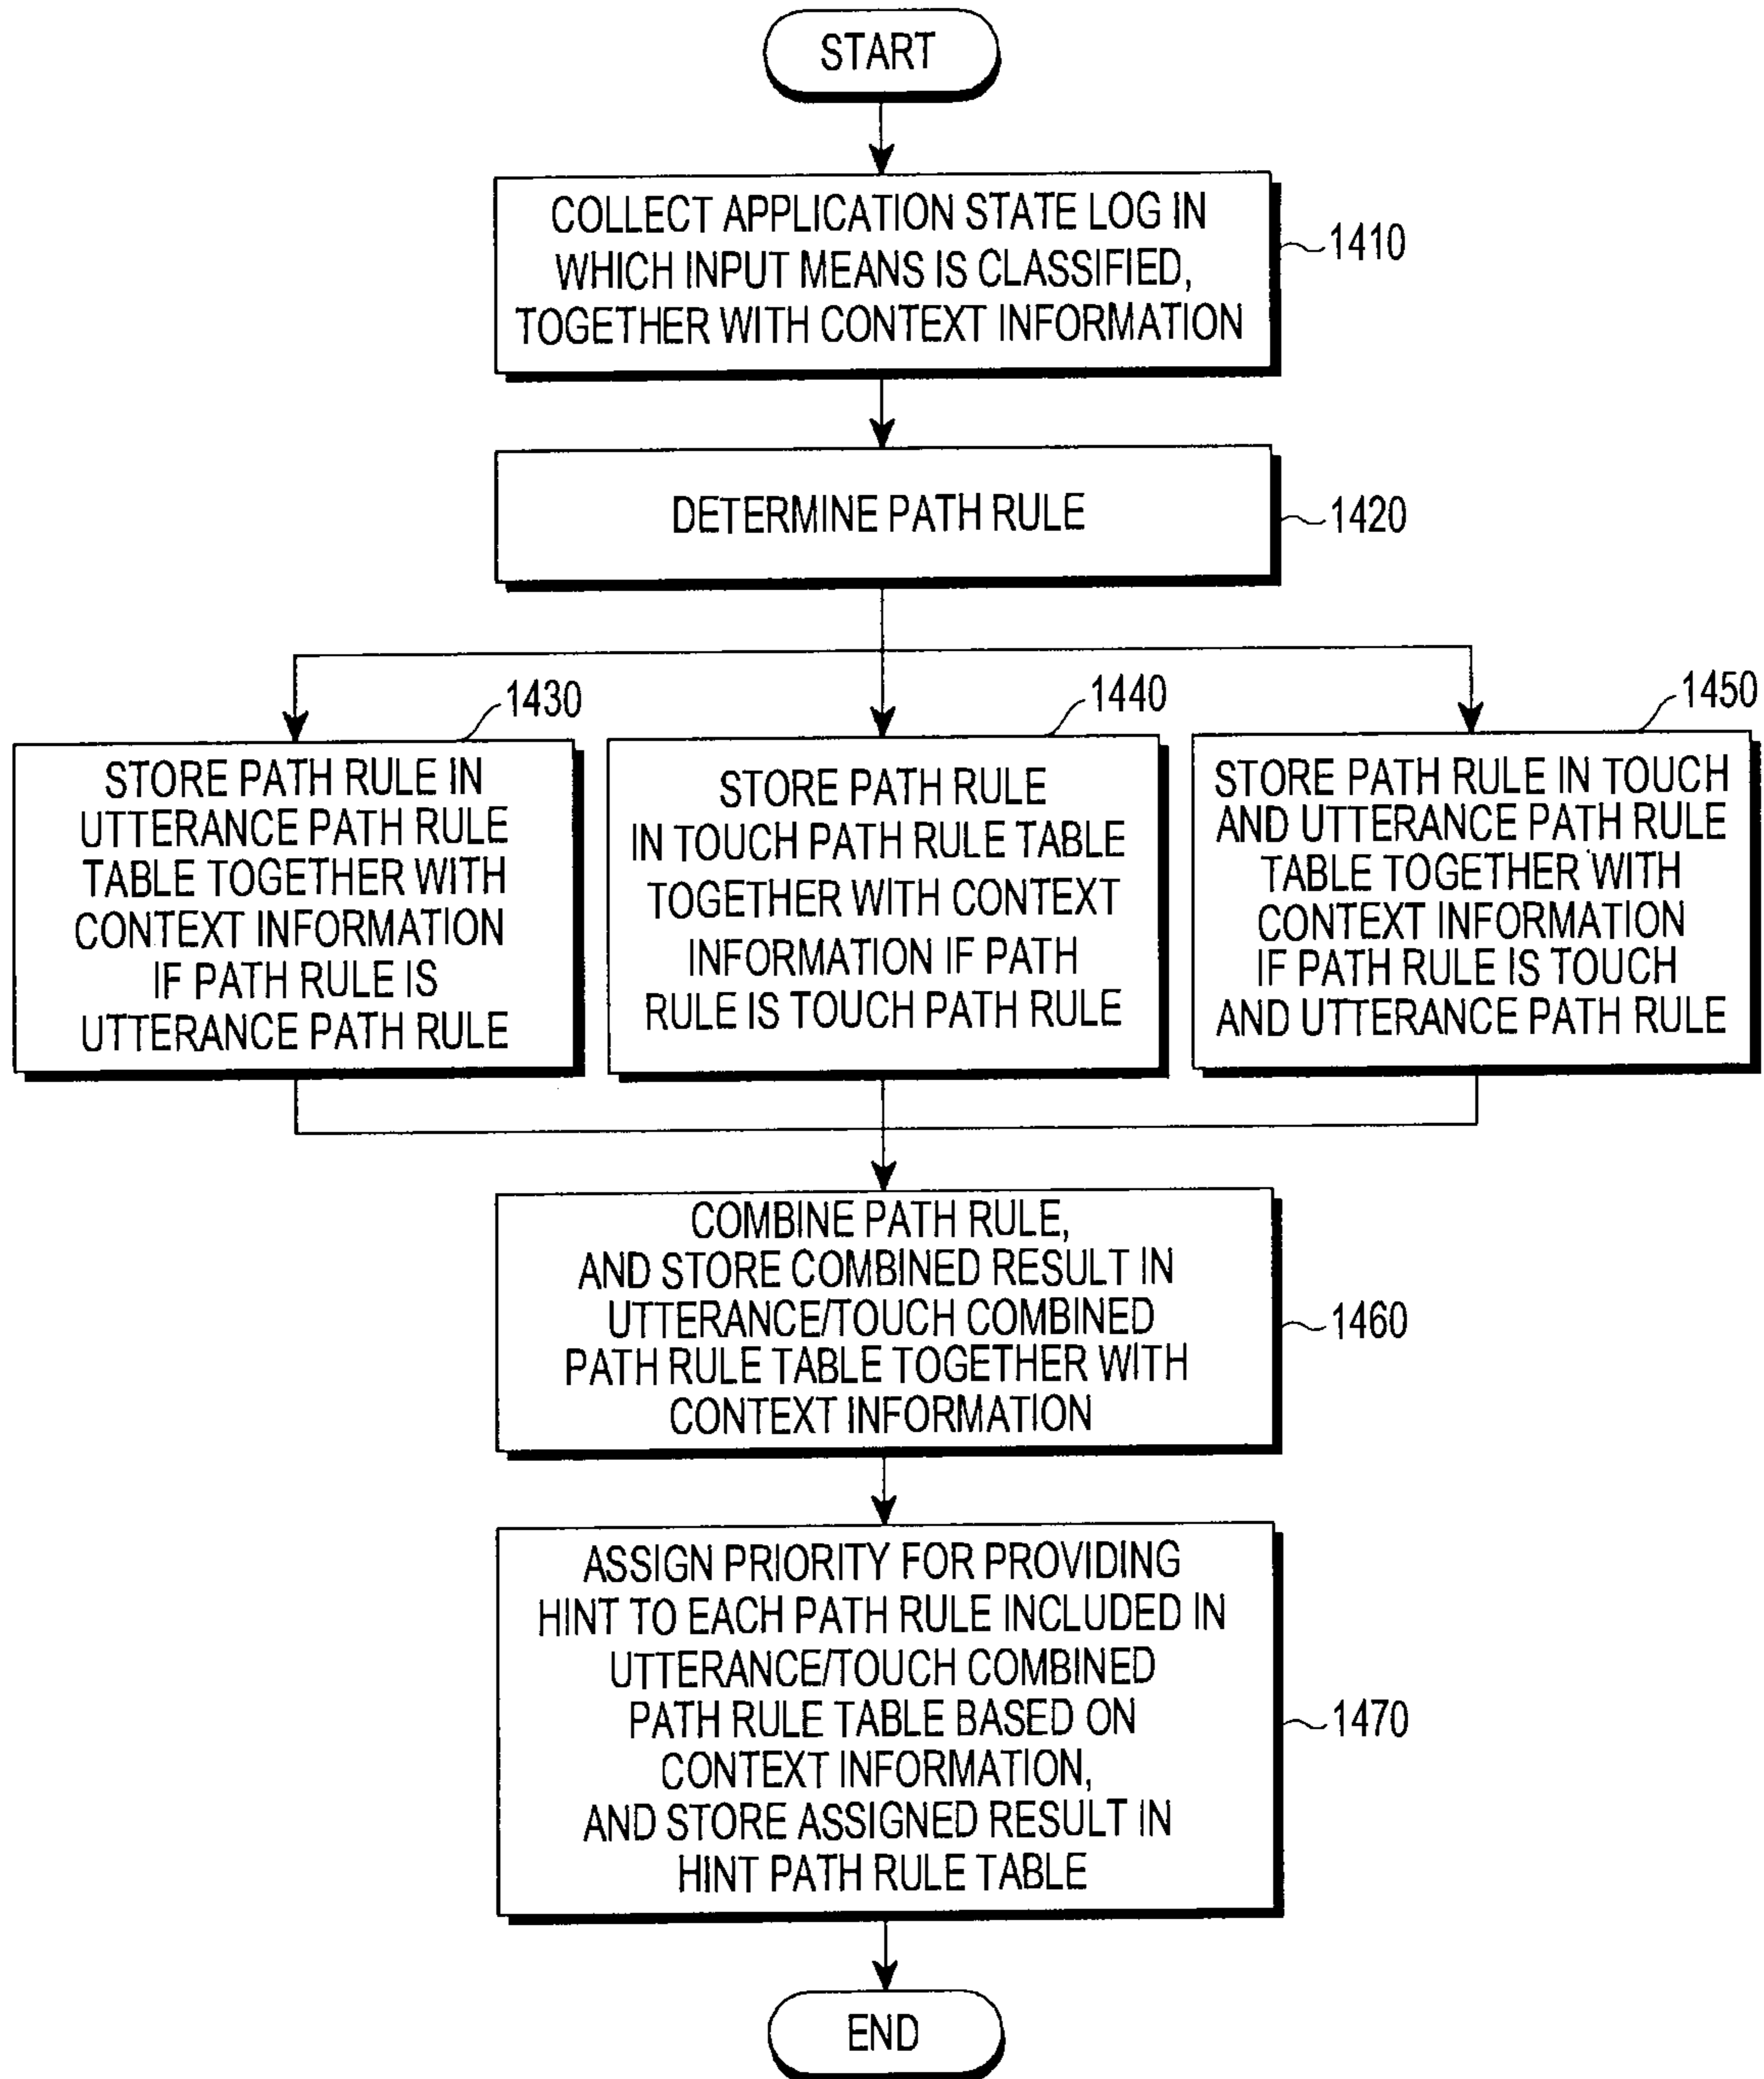 START
COLLECT APPLICATION STATE LOG IN
WHICH INPUT MEANS IS CLASSIFIED,
TOGETHER WITH CONTEXT INFORMATION
1410
DETERMINE PATH RULE
1420
1430
STORE PATH RULE IN
UTTERANCE PATH RULE
TABLE TOGETHER WITH
CONTEXT INFORMATION
IF PATH RULE IS
UTTERANCE PATH RULE
1440
STORE PATH RULE
IN TOUCH PATH RULE TABLE
TOGETHER WITH CONTEXT
INFORMATION IF PATH
RULE IS TOUCH PATH RULE
1450
STORE PATH RULE IN TOUCH
AND UTTERANCE PATH RULE
TABLE TOGETHER WITH
CONTEXT INFORMATION
IF PATH RULE IS TOUCH
AND UTTERANCE PATH RULE
COMBINE PATH RULE,
AND STORE COMBINED RESULT IN
UTTERANCE/TOUCH COMBINED
PATH RULE TABLE TOGETHER WITH
CONTEXT INFORMATION
1460
ASSIGN PRIORITY FOR PROVIDING
HINT TO EACH PATH RULE INCLUDED IN
UTTERANCE/TOUCH COMBINED
PATH RULE TABLE BASED ON
CONTEXT INFORMATION,
AND STORE ASSIGNED RESULT IN
HINT PATH RULE TABLE
1470
END